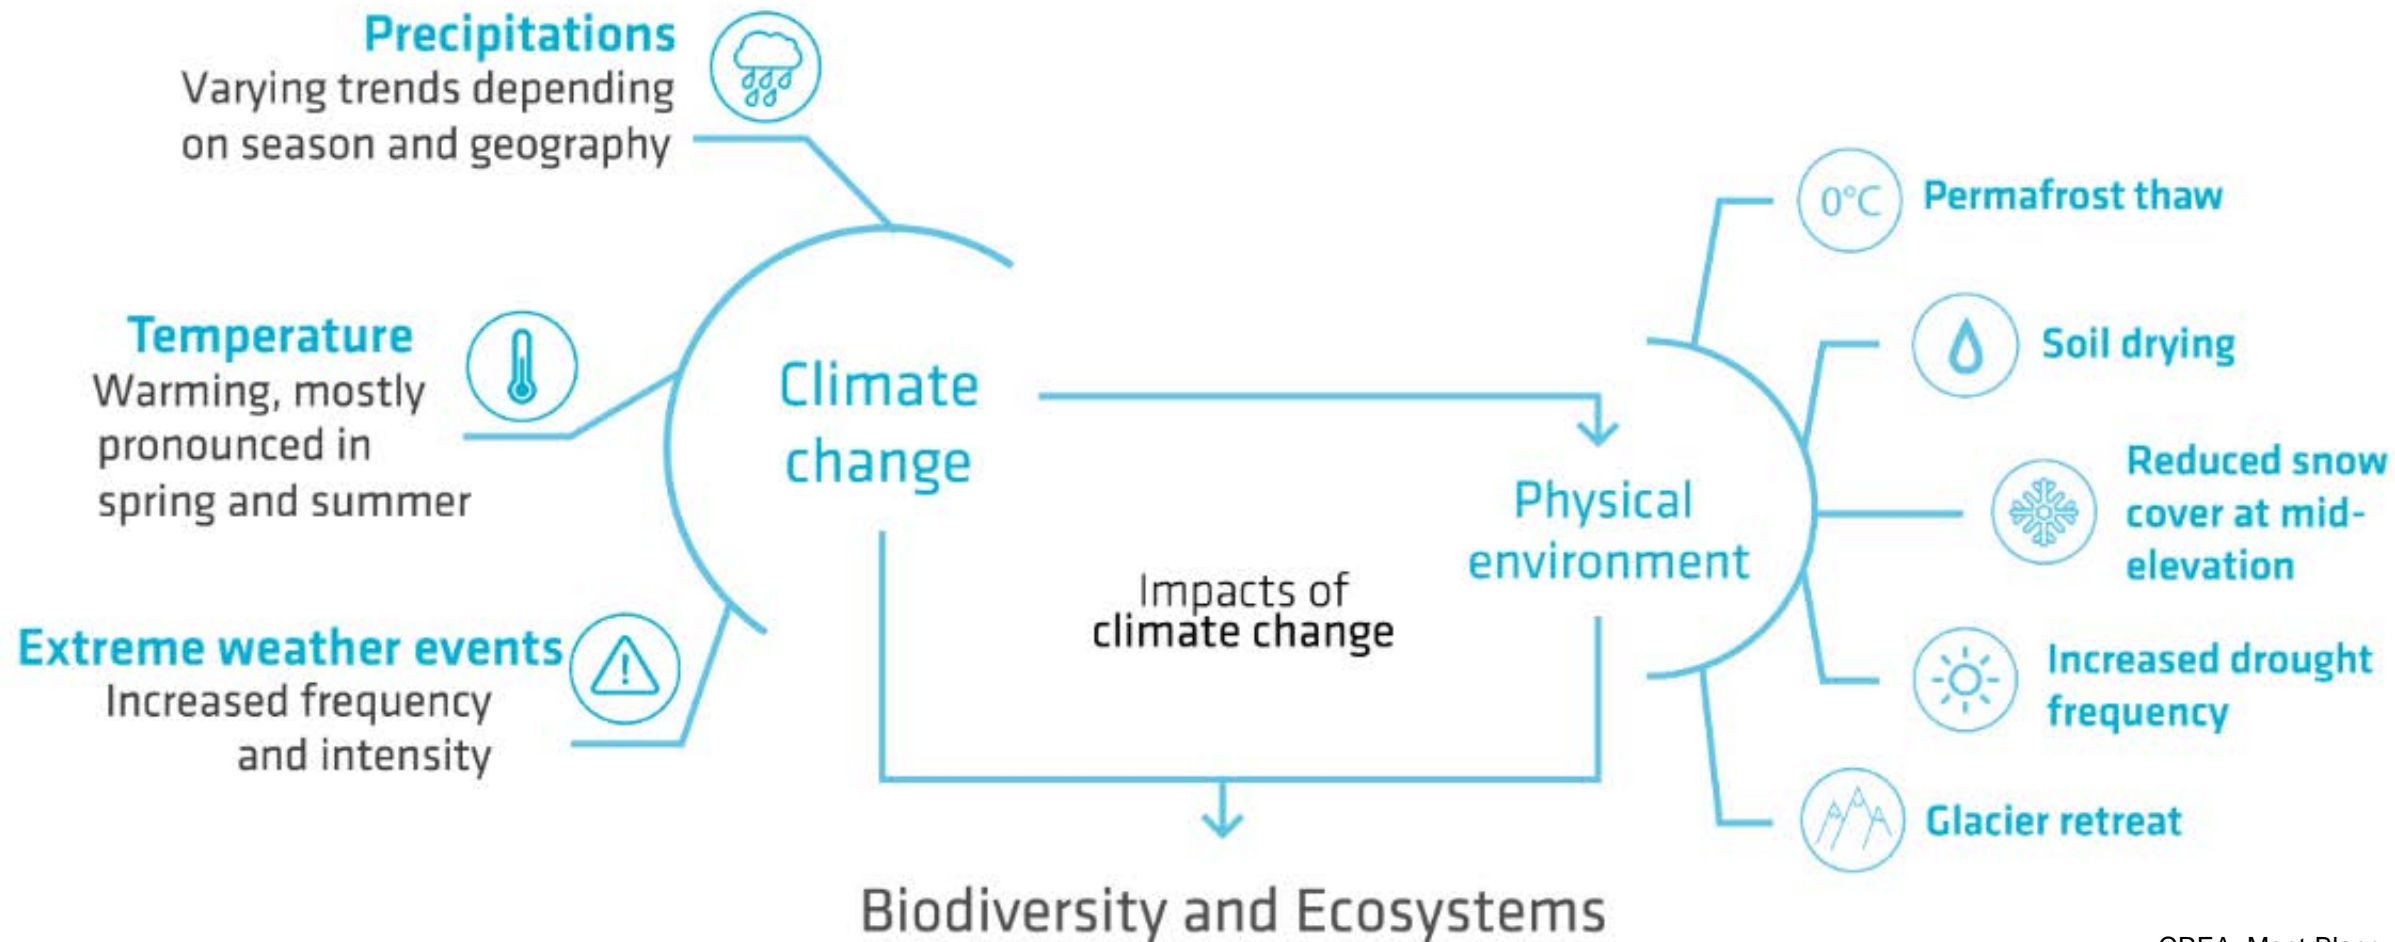 Precipitations
Varying trends depending
on season and geography
Temperature
Warming, mostly
pronounced in
spring and summer
Extreme weather events
Increased frequency
and intensity
Climate
change
Impacts of
climate change
Physical
environment
0°C
Permafrost thaw
Soil drying
Reduced snow
cover at mid-
elevation
Increased drought
frequency
Glacier retreat
Biodiversity and Ecosystems